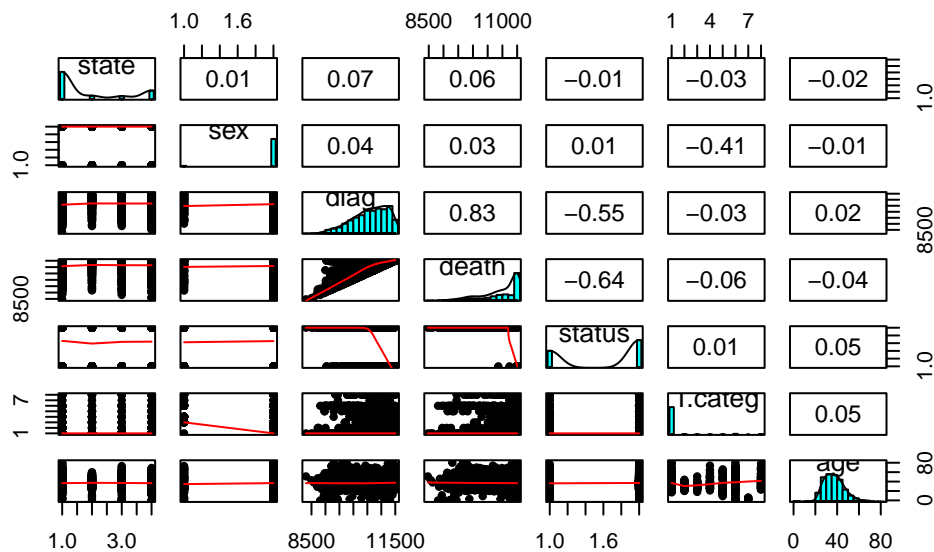 1.0 1.6 8500 11000 1 4 7
state 0.01 0.07 0.06 −0.01 −0.03 −0.02 1.0
1.0 sex 0.04 0.03 0.01 −0.41 −0.01
diag 0.83 −0.55 −0.03 0.02 8500
8500 death −0.64 −0.06 −0.04
status 0.01 0.05 1.0
1 7 T.categ 0.05
age 0 80
1.0 3.0 8500 11500 1.0 1.6 0 40 80